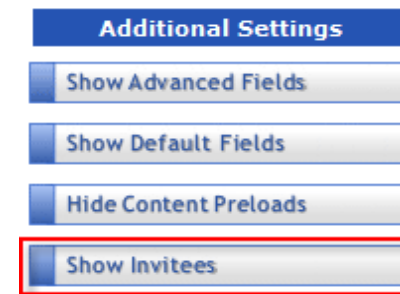 Additional Settings
Show Advanced Fields
Show Default Fields
Hide Content Preloads
Show Invitees